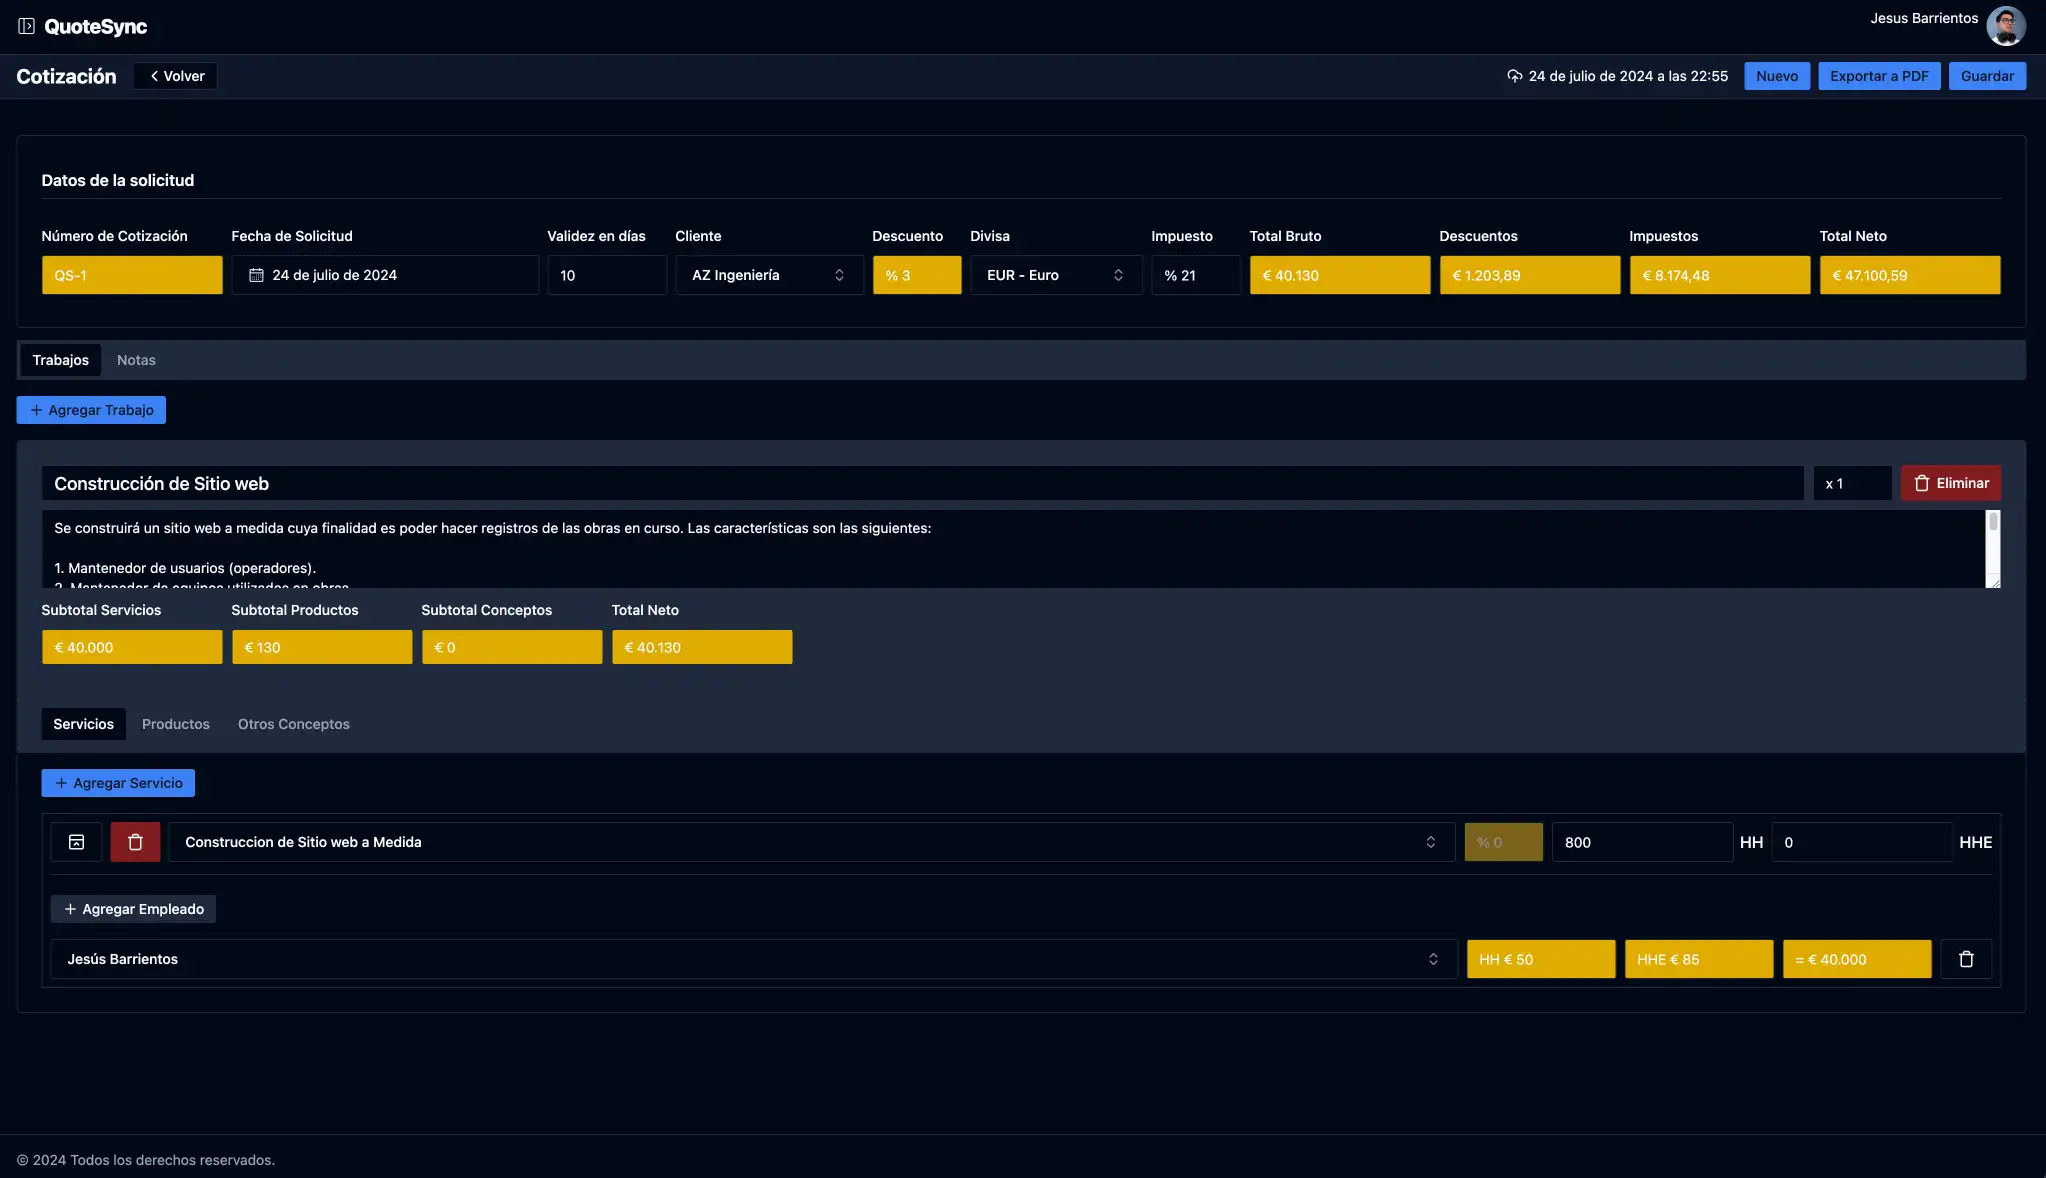 QuoteSync
Jesus Barrientos
Cotización
Volver
24 de julio de 2024 a las 22:55
Nuevo
Exportar a PDF
Guardar
Datos de la solicitud
Número de Cotización Fecha de Solicitud Validez en días Cliente Descuento Divisa Impuesto Total Bruto Descuentos Impuestos Total Neto
QS-1 24 de julio de 2024 10 AZ Ingeniería % 3 EUR - Euro % 21 € 40.130 € 1.203,89 € 8.174,48 € 47.100,59
Trabajos Notas
+ Agregar Trabajo
Construcción de Sitio web x 1 Eliminar
Se construirá un sitio web a medida cuya finalidad es poder hacer registros de las obras en curso. Las características son las siguientes:
1. Mantenedor de usuarios (operadores).
2. Mantenedor de equipos utilizados en obras
Subtotal Servicios Subtotal Productos Subtotal Conceptos Total Neto
€ 40.000 € 130 € 0 € 40.130
Servicios Productos Otros Conceptos
+ Agregar Servicio
Construccion de Sitio web a Medida % 0 800 HH 0 HHE
+ Agregar Empleado
Jesús Barrientos HH € 50 HHE € 85 = € 40.000
© 2024 Todos los derechos reservados.